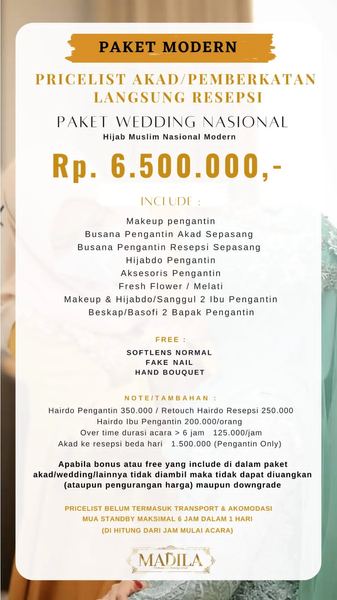 PAKET MODERN
PRICELIST AKAD/PEMBERKATAN
LANGSUNG RESEPSI
PAKET WEDDING NASIONAL
Hijab Muslim Nasional Modern
Rp. 6.500.000,-
INCLUDE :
Makeup pengantin
Busana Pengantin Akad Sepasang
Busana Pengantin Resepsi Sepasang
Hijabdo Pengantin
Aksesoris Pengantin
Fresh Flower / Melati
Makeup & Hijabdo/Sanggul 2 Ibu Pengantin
Beskap/Basofi 2 Bapak Pengantin
FREE :
SOFTLENS NORMAL
FAKE NAIL
HAND BOUQUET
NOTE/TAMBAHAN :
Hairdo Pengantin 350.000 / Retouch Hairdo Resepsi 250.000
Hairdo Ibu Pengantin 200.000/orang
Over time durasi acara > 6 jam 125.000/jam
Akad ke resepsi beda hari 1.500.000 (Pengantin Only)
Apabila bonus atau free yang include di dalam paket
akad/wedding/lainnya tidak diambil maka tidak dapat diuangkan
(ataupun pengurangan harga) maupun downgrade
PRICELIST BELUM TERMASUK TRANSPORT & AKOMODASI
MUA STANDBY MAKSIMAL 6 JAM DALAM 1 HARI
(DI HITUNG DARI JAM MULAI ACARA)
MADILA